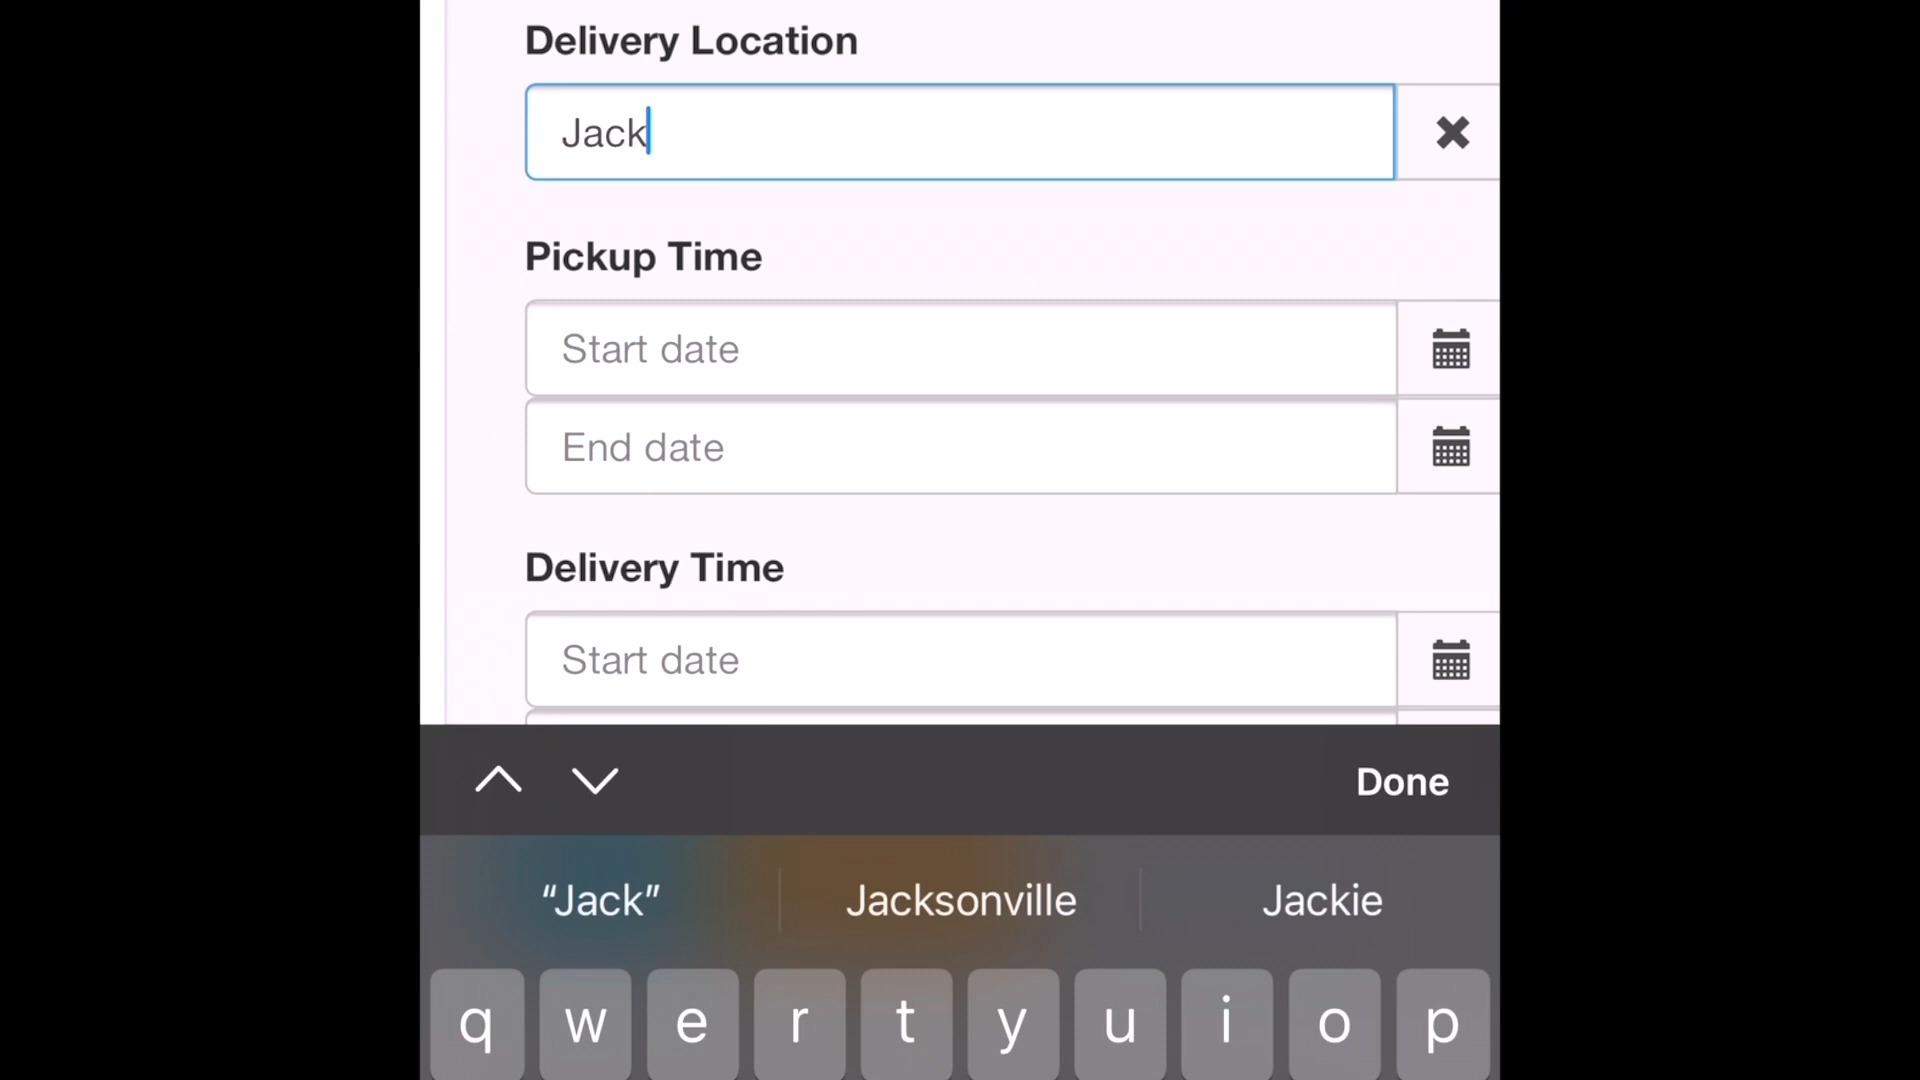 Delivery Location
Jack
Pickup Time
Start date
End date
Delivery Time
Start date
Done
“Jack” Jacksonville Jackie
q w e r t y u i o p